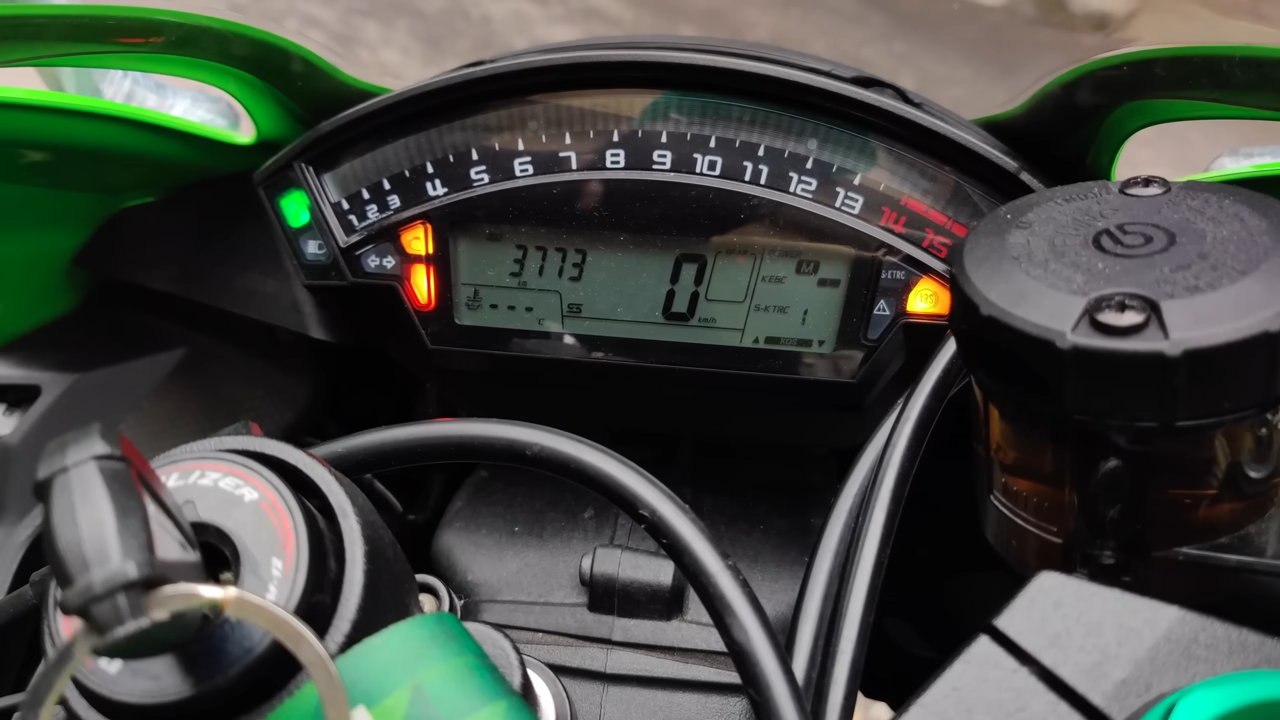 1 2 3 4 5 6 7 8 9 10 11 12 13 14 15
3773
km
0
km/h
KEBC
M
S-KTRC
1
- - -
C
S-KTRC
ABS
LIZER